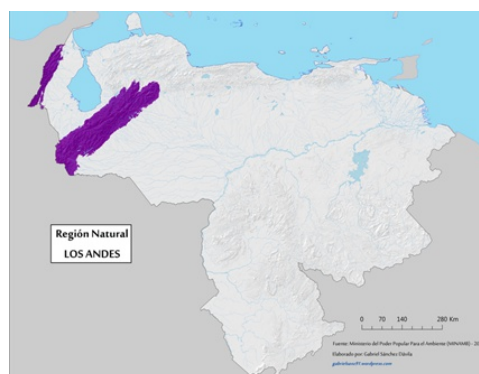 Región Natural
LOS ANDES
0 70 140 280 Km
Fuente: Ministerio del Poder Popular Para el Ambiente (MINAMB) - 20
Elaborado por: Gabriel Sánchez Dávila